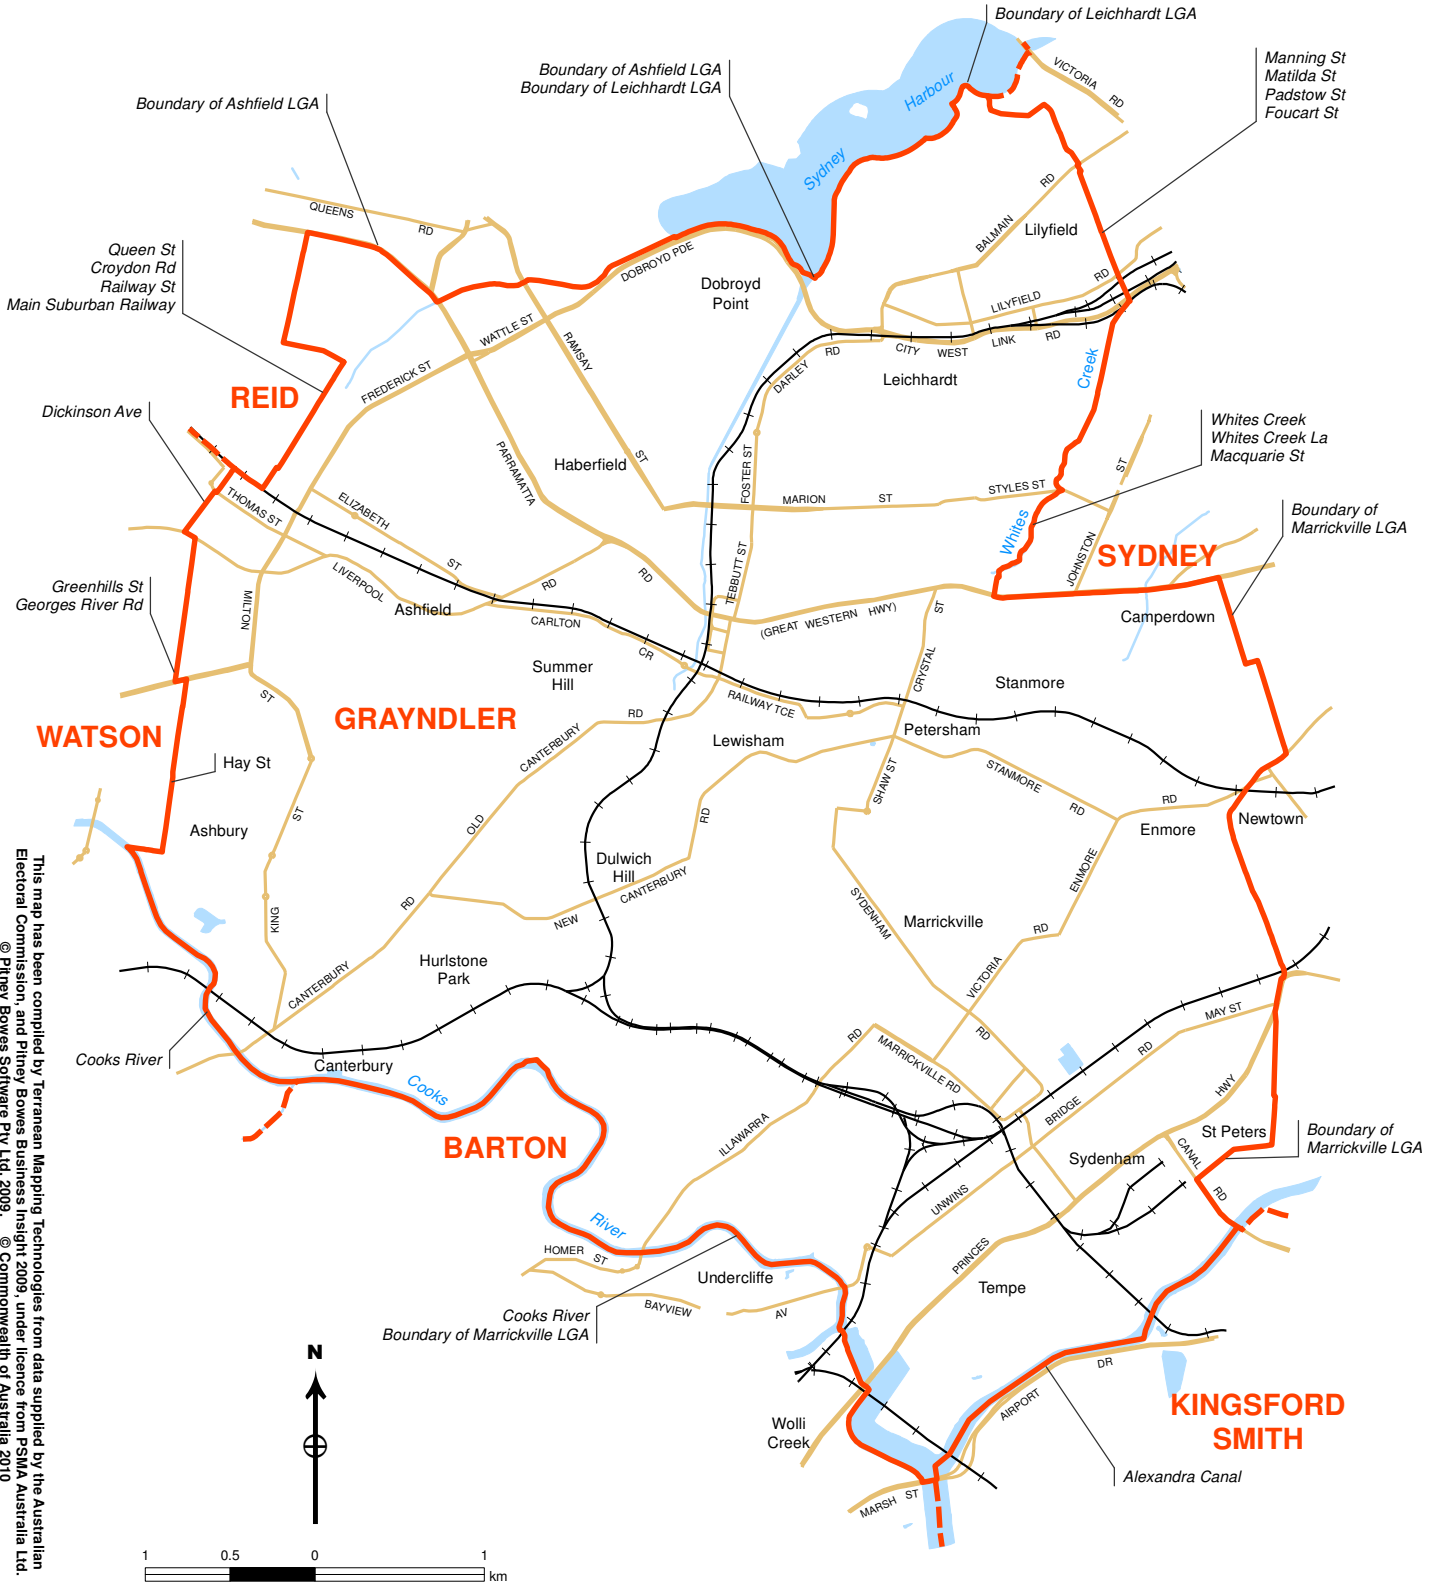 Boundary of Leichhardt LGA
Manning St
Matilda St
Padstow St
Foucart St
Boundary of Ashfield LGA
Boundary of Leichhardt LGA
Boundary of Ashfield LGA
VICTORIA RD
Sydney Harbour
QUEENS RD
Queen St
Croydon Rd
Railway St
Main Suburban Railway
DOBROYD PDE
Dobroyd
Point
BALMAIN RD
Lilyfield
LILYFIELD RD
CITY WEST LINK RD
WATTLE ST
RAMSAY ST
FREDERICK ST
DARLEY RD
Leichhardt
Whites Creek
REID
Dickinson Ave
Whites Creek
Whites Creek La
Macquarie St
Haberfield
PARRAMATTA RD
FOSTER ST
MARION ST
STYLES ST
JOHNSTON ST
THOMAS ST
ELIZABETH ST
Boundary of
Marrickville LGA
SYDNEY
Greenhills St
Georges River Rd
LIVERPOOL RD
Ashfield
MILTON ST
CARLTON CR
TEBBUTT ST
(GREAT WESTERN HWY)
Camperdown
Summer
Hill
CRYSTAL ST
Stanmore
RAILWAY TCE
WATSON
GRAYNDLER
Petersham
Lewisham
OLD CANTERBURY RD
Hay St
SHAW ST
STANMORE RD
RD
Newtown
Enmore
Ashbury
KING ST
Dulwich
Hill
NEW CANTERBURY RD
ENMORE RD
SYDENHAM RD
Marrickville
VICTORIA RD
Hurlstone
Park
CANTERBURY RD
MAY ST
Cooks River
Canterbury
Cooks River
MARRICKVILLE RD
BARTON
ILLAWARRA RD
BRIDGE RD
UNWINS
PRINCES HWY
St Peters
Boundary of
Marrickville LGA
Sydenham
CANAL RD
HOMER ST
Undercliffe
BAYVIEW AV
Tempe
Cooks River
Boundary of Marrickville LGA
AIRPORT DR
KINGSFORD
SMITH
Wolli
Creek
Alexandra Canal
MARSH ST
N
1 0.5 0 1
km
This map has been compiled by Terranean Mapping Technologies from data supplied by the Australian
Electoral Commission, and Pitney Bowes Business Insight 2009, under licence from PSMA Australia Ltd.
© Pitney Bowes Software Pty Ltd, 2009. © Commonwealth of Australia 2010